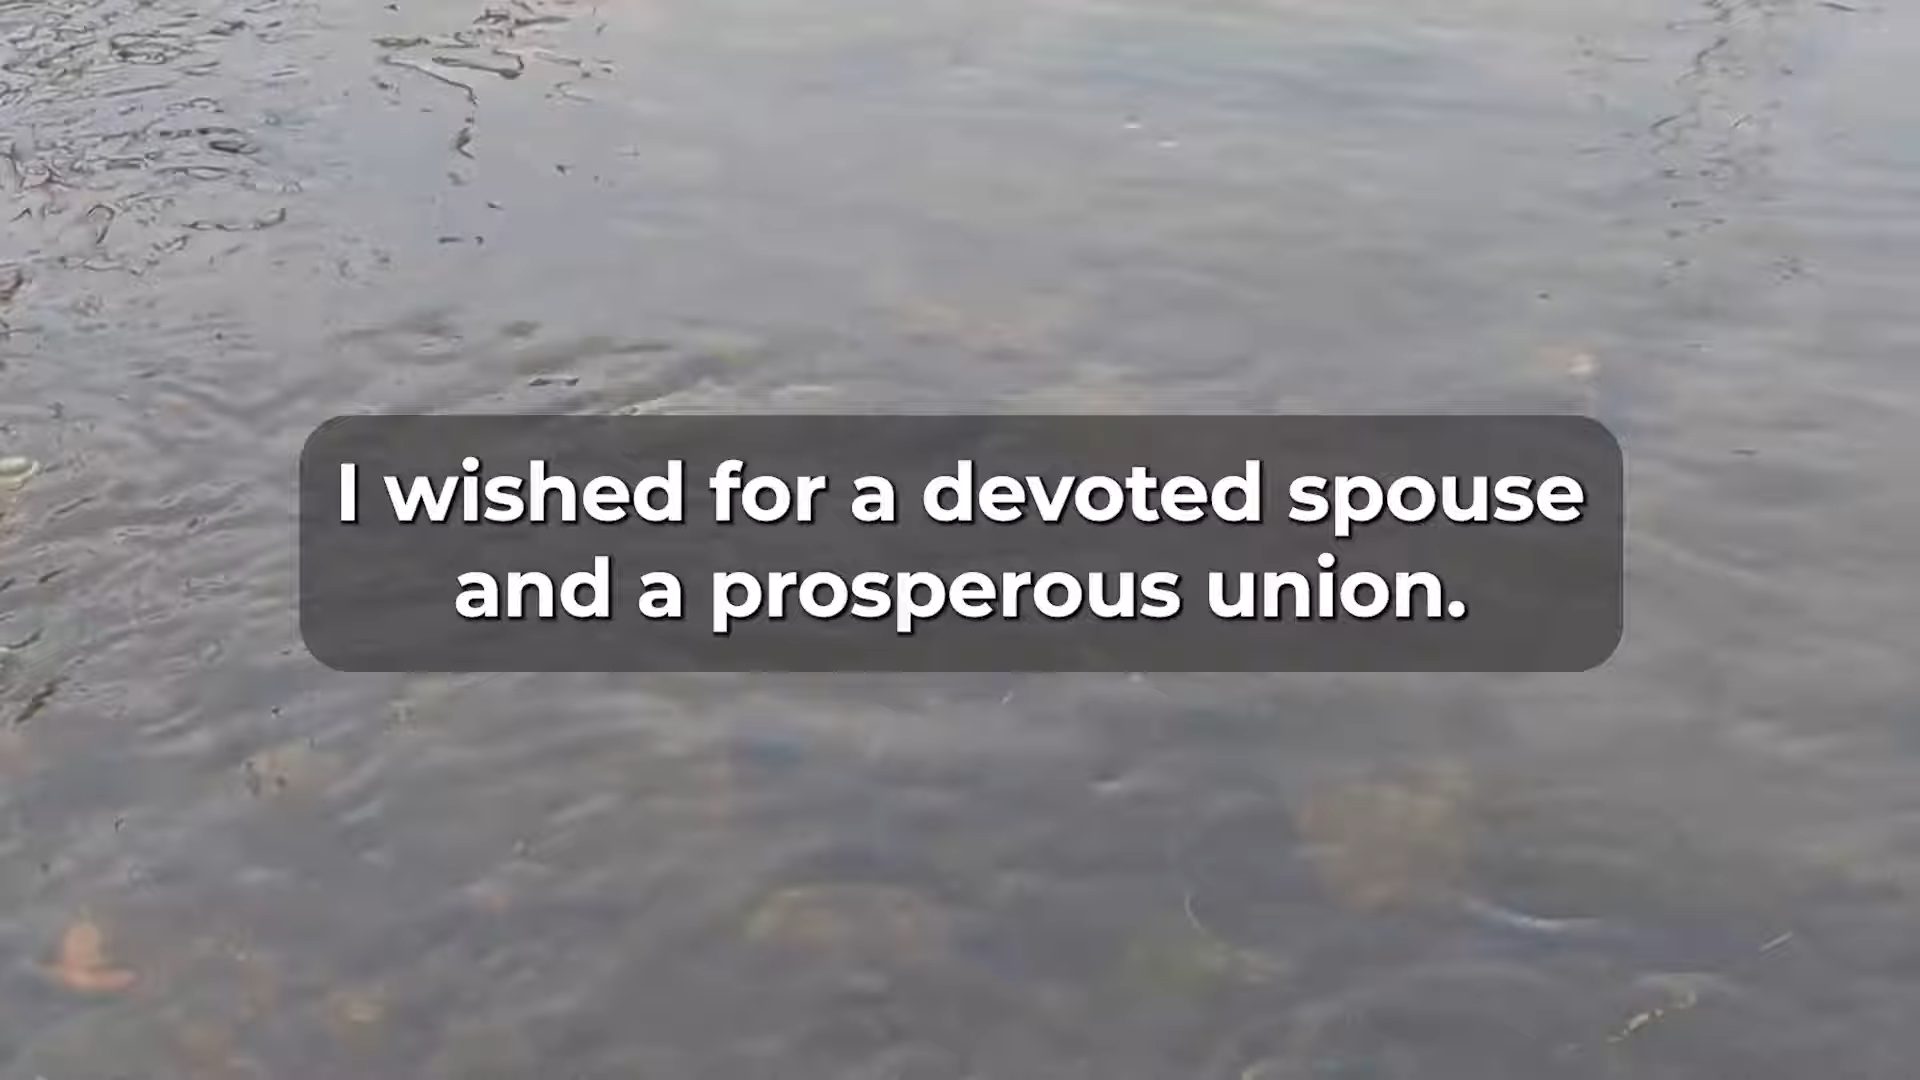 I wished for a devoted spouse
and a prosperous union.